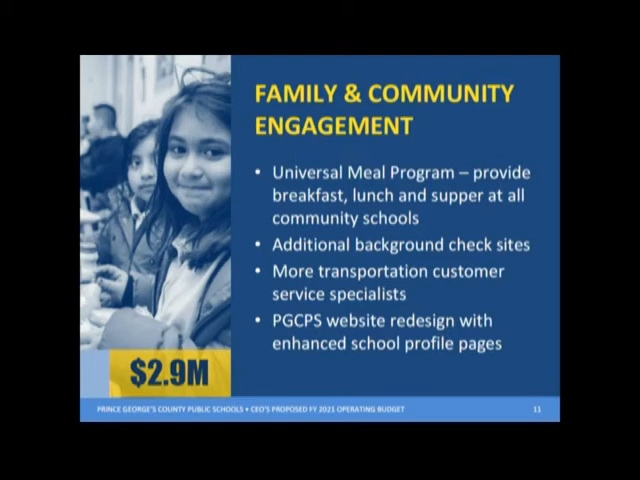 FAMILY & COMMUNITY
ENGAGEMENT
• Universal Meal Program – provide
breakfast, lunch and supper at all
community schools
• Additional background check sites
• More transportation customer
service specialists
• PGCPS website redesign with
enhanced school profile pages
$2.9M
PRINCE GEORGE'S COUNTY PUBLIC SCHOOLS • CEO'S PROPOSED FY 2021 OPERATING BUDGET 11